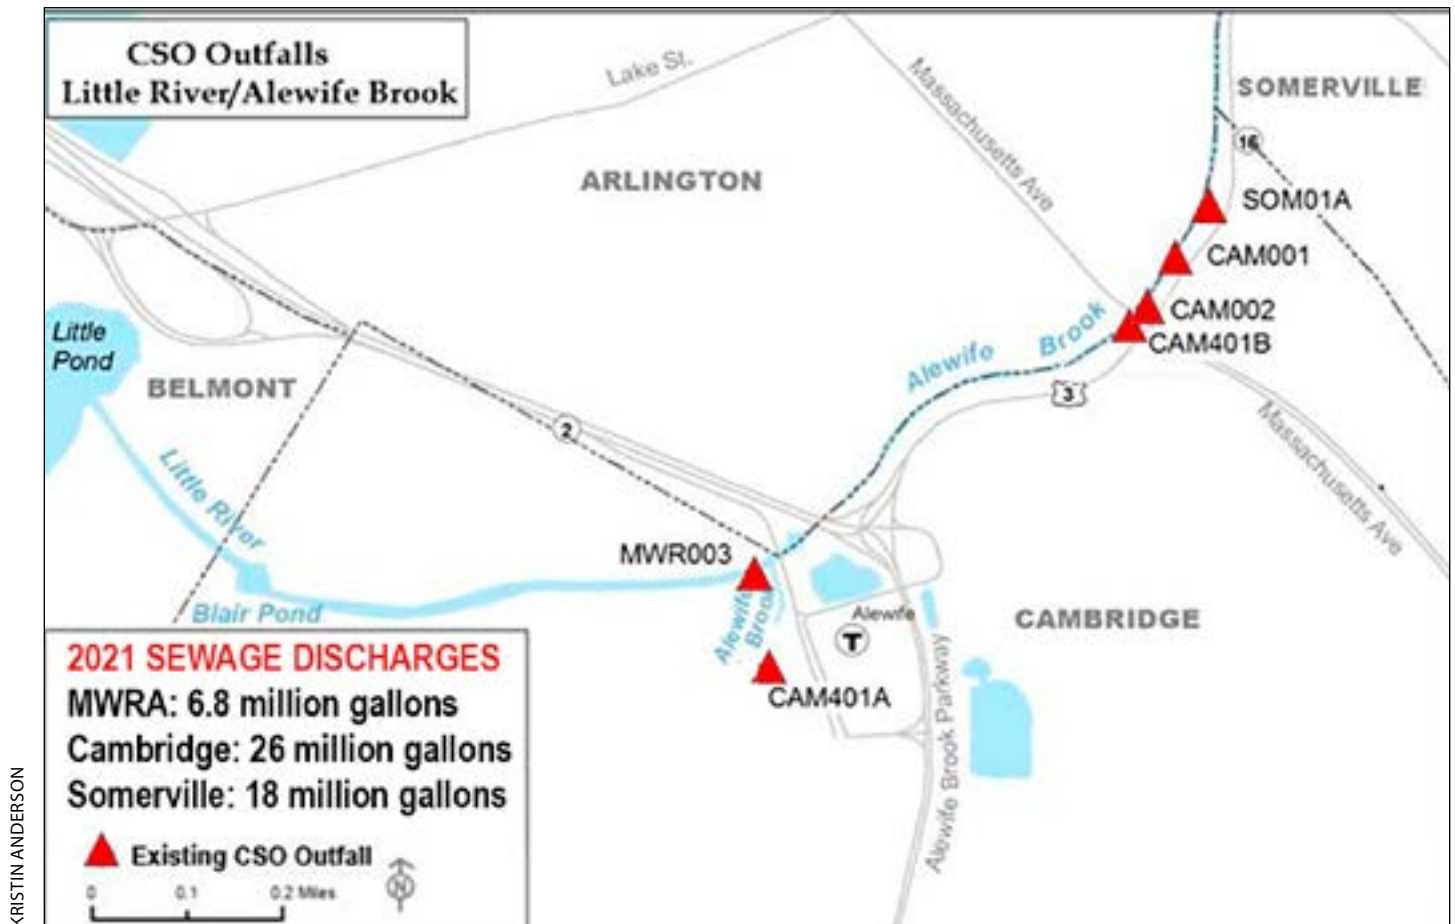 CSO Outfalls
Little River/Alewife Brook
Lake St.
Massachusetts Ave
SOMERVILLE
16
ARLINGTON
SOM01A
CAM001
CAM002
CAM401B
Little
Pond
BELMONT
Alewife Brook
3
2
Massachusetts Ave
Little River
MWR003
Blair Pond
Alewife
Brook
Alewife
T
CAMBRIDGE
CAM401A
Alewife Brook Parkway
2021 SEWAGE DISCHARGES
MWRA: 6.8 million gallons
Cambridge: 26 million gallons
Somerville: 18 million gallons
Existing CSO Outfall
0 0.1 0.2 Miles
N
KRISTIN ANDERSON